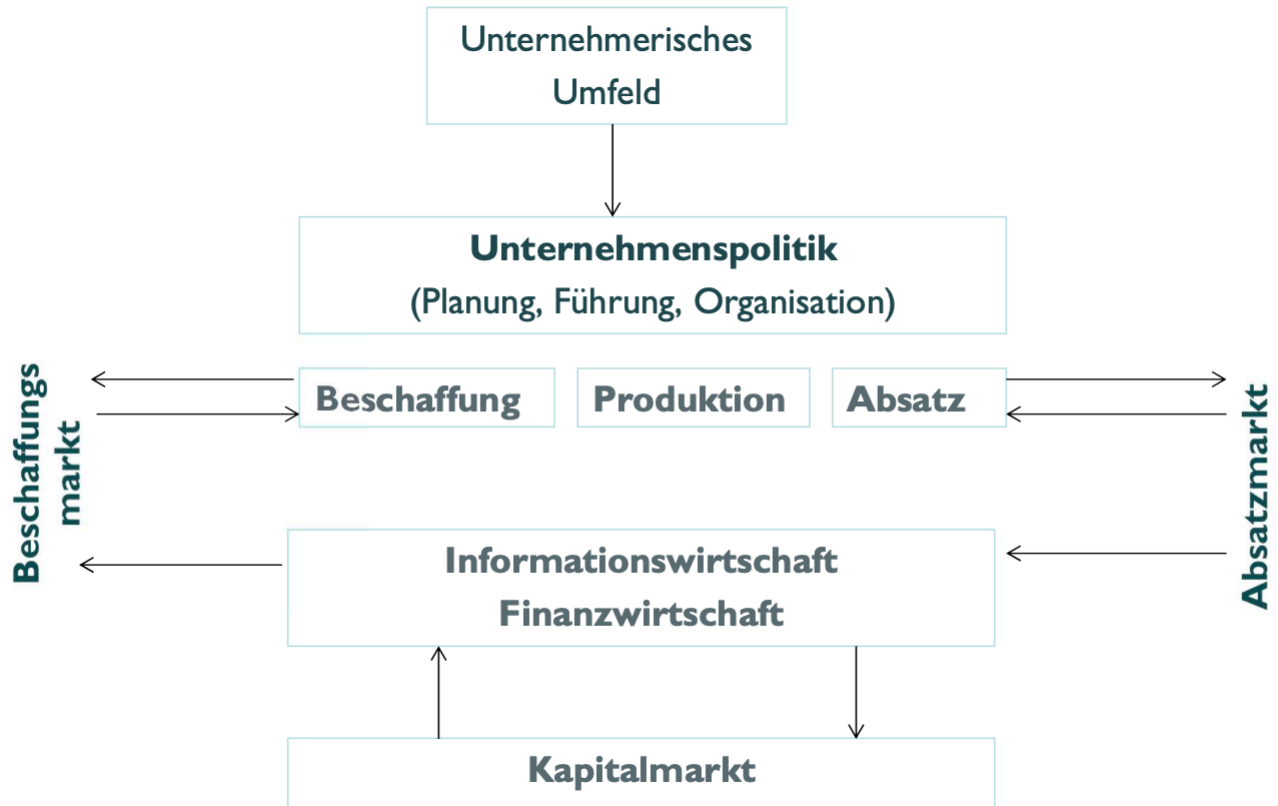 Unternehmerisches
Umfeld
Unternehmenspolitik
(Planung, Führung, Organisation)
Beschaffungs
markt
Beschaffung
Produktion
Absatz
Absatzmarkt
Informationswirtschaft
Finanzwirtschaft
Kapitalmarkt